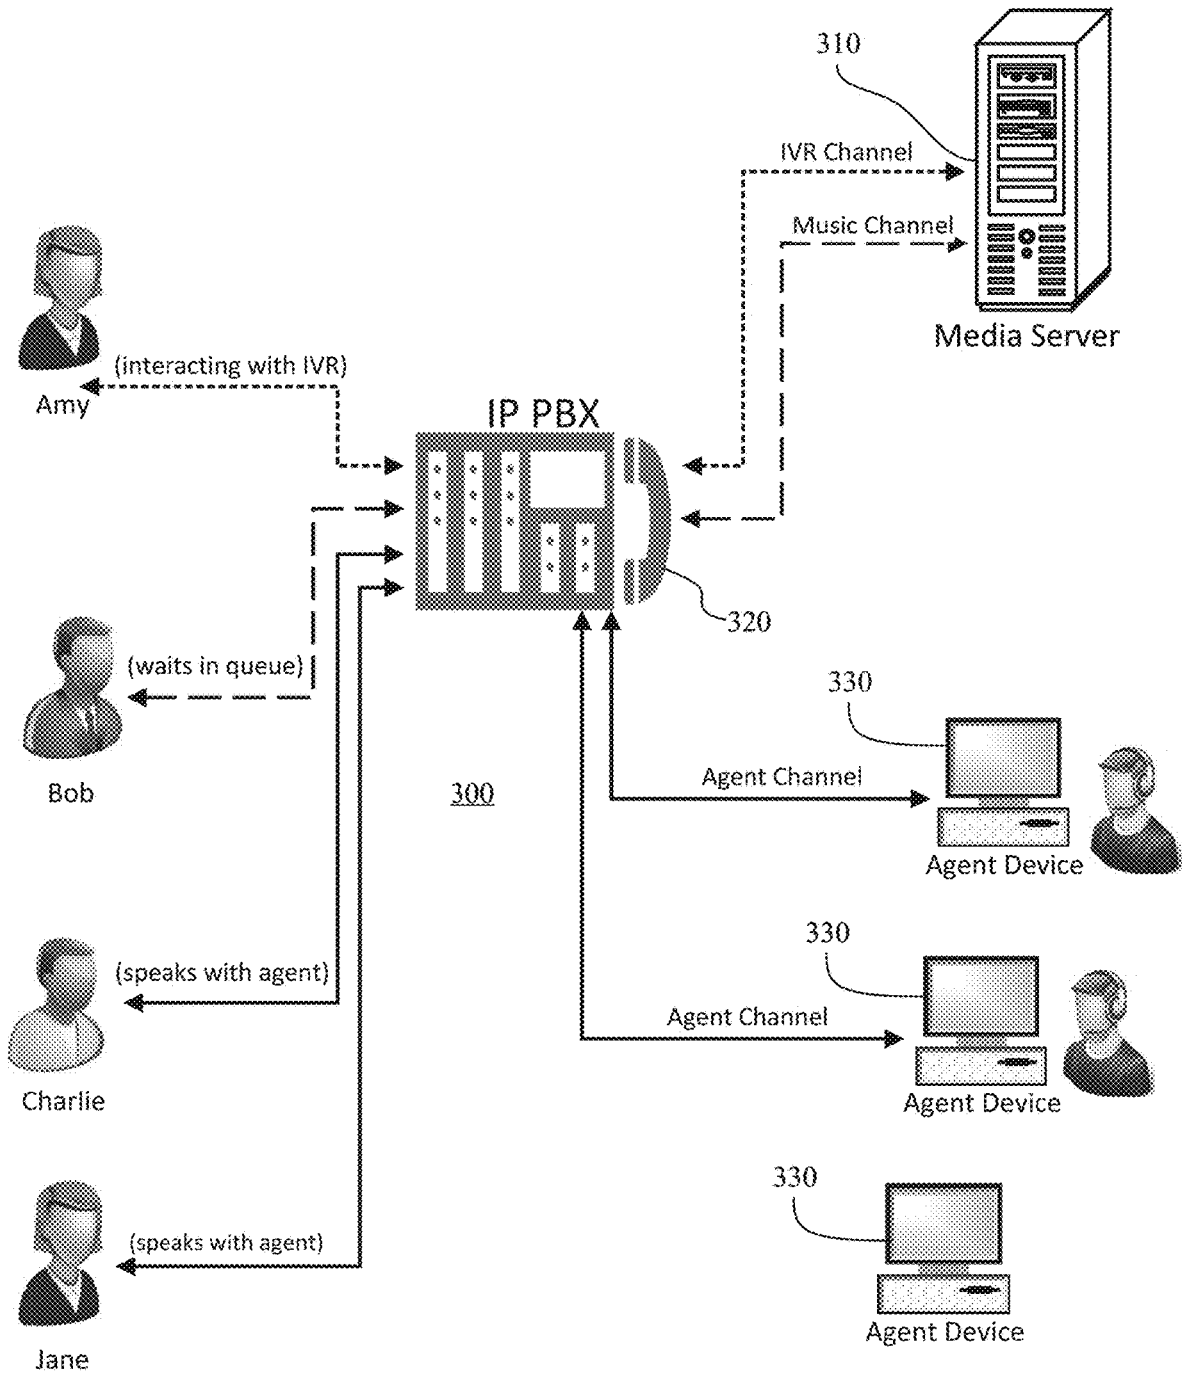 310
IVR Channel
Music Channel
Media Server
(interacting with IVR)
Amy
IP PBX
320
(waits in queue)
Bob
300
330
Agent Channel
Agent Device
(speaks with agent)
Charlie
330
Agent Channel
Agent Device
330
(speaks with agent)
Jane
Agent Device